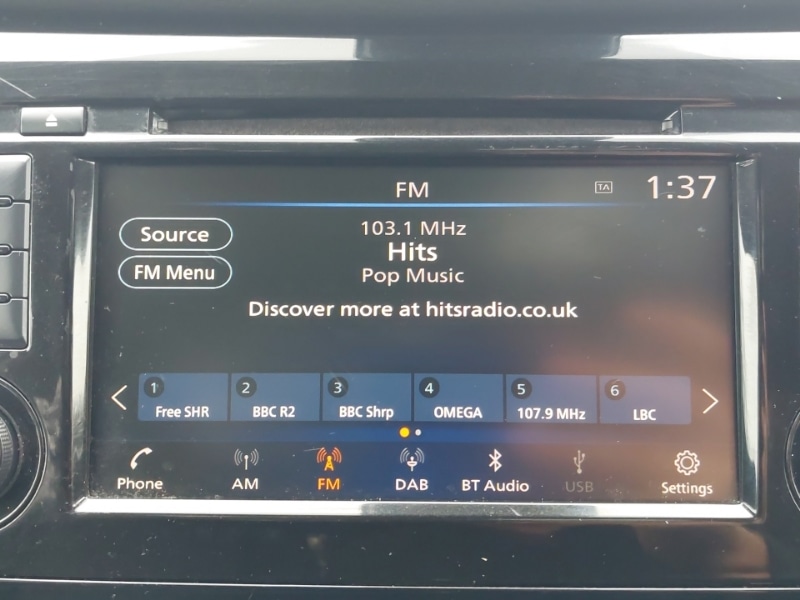 FM
TA
1:37
Source
103.1 MHz
Hits
FM Menu
Pop Music
Discover more at hitsradio.co.uk
1 2 3 4 5 6
Free SHR BBC R2 BBC Shrp OMEGA 107.9 MHz LBC
Phone AM FM DAB BT Audio USB Settings